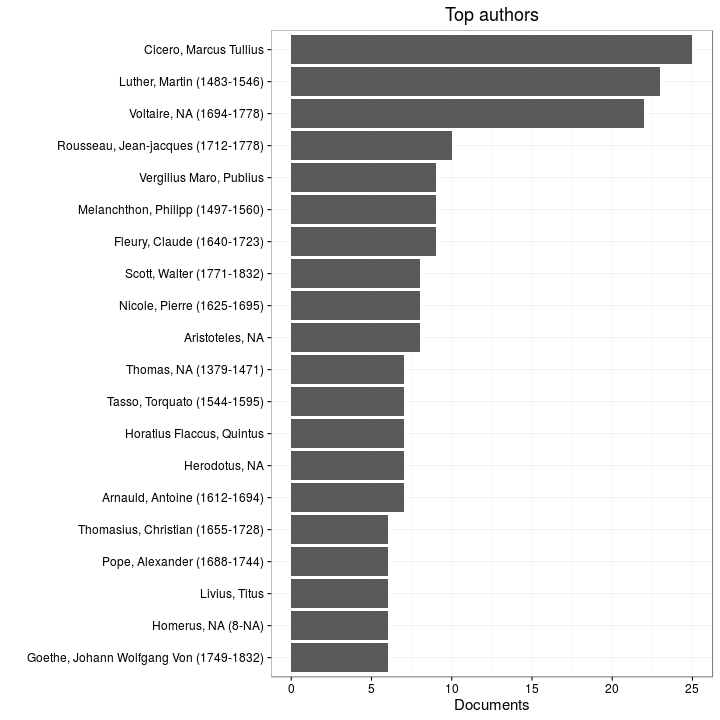 Top authors
Cicero, Marcus Tullius
Luther, Martin (1483-1546)
Voltaire, NA (1694-1778)
Rousseau, Jean-jacques (1712-1778)
Vergilius Maro, Publius
Melanchthon, Philipp (1497-1560)
Fleury, Claude (1640-1723)
Scott, Walter (1771-1832)
Nicole, Pierre (1625-1695)
Aristoteles, NA
Thomas, NA (1379-1471)
Tasso, Torquato (1544-1595)
Horatius Flaccus, Quintus
Herodotus, NA
Arnauld, Antoine (1612-1694)
Thomasius, Christian (1655-1728)
Pope, Alexander (1688-1744)
Livius, Titus
Homerus, NA (8-NA)
Goethe, Johann Wolfgang Von (1749-1832)
0 5 10 15 20 25
Documents